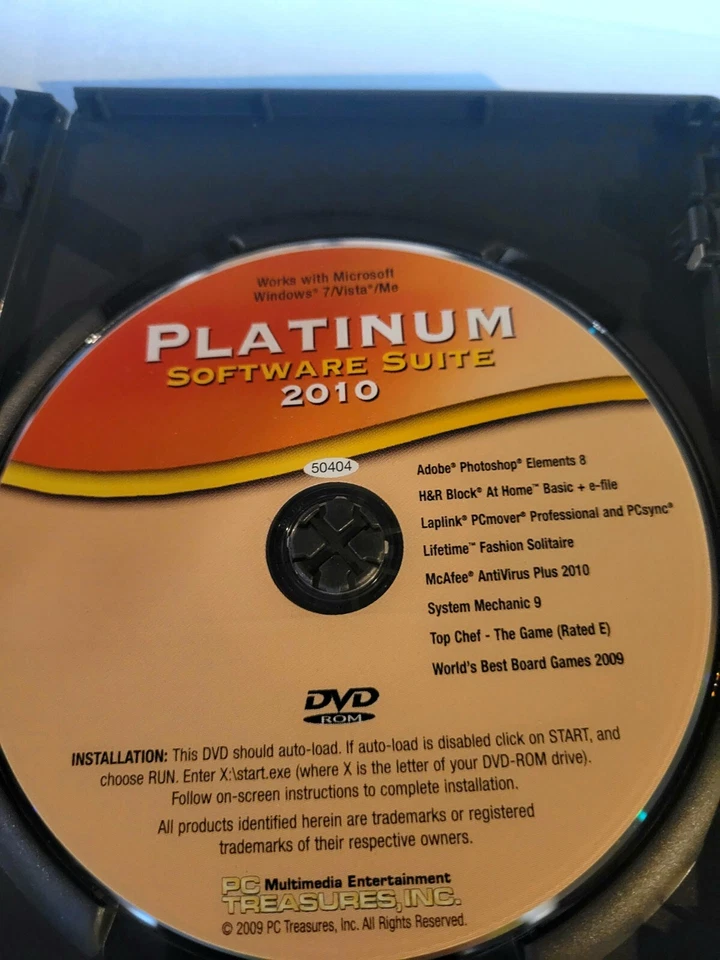 Works with Microsoft
Windows® 7/Vista®/Me
PLATINUM
SOFTWARE SUITE
2010
50404
Adobe® Photoshop® Elements 8
H&R Block® At Home™ Basic + e-file
Laplink® PCmover® Professional and PCsync®
Lifetime™ Fashion Solitaire
McAfee® AntiVirus Plus 2010
System Mechanic 9
Top Chef - The Game (Rated E)
World's Best Board Games 2009
DVD
ROM
INSTALLATION: This DVD should auto-load. If auto-load is disabled click on START, and
choose RUN. Enter X:\start.exe (where X is the letter of your DVD-ROM drive).
Follow on-screen instructions to complete installation.
All products identified herein are trademarks or registered
trademarks of their respective owners.
PC Multimedia Entertainment
TREASURES, INC.
© 2009 PC Treasures, Inc. All Rights Reserved.